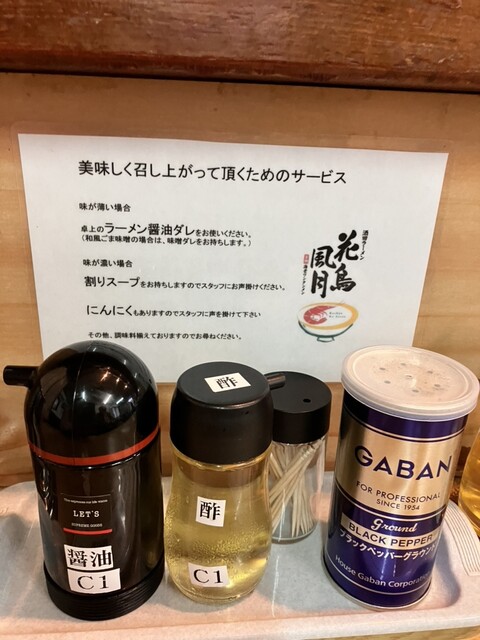 美味しく召し上がって頂くためのサービス
味が薄い場合
卓上のラーメン醤油ダレをお使いください。
(和風ごま味噌の場合は、味噌ダレをお持ちします。)
味が濃い場合
割りスープをお持ちしますのでスタッフにお声掛けください。
にんにくもありますのでスタッフに声を掛けて下さい
その他、調味料揃えておりますのでお尋ねください。
花鳥
風月
LET'S
醤油
C1
酢
酢
C1
GABAN
FOR PROFESSIONAL
SINCE 1954
Ground
BLACK PEPPER
ブラックペッパーグラウンド
House Gaban Corporation